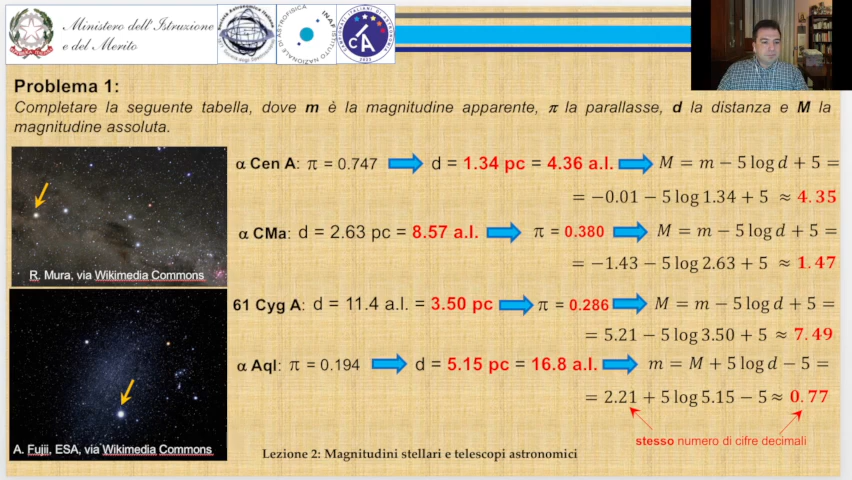 Ministero dell'Istruzione
e del Merito
INAF
Problema 1:
Completare la seguente tabella, dove m è la magnitudine apparente, π la parallasse, d la distanza e M la
magnitudine assoluta.
α Cen A: π = 0.747 d = 1.34 pc = 4.36 a.l. M = m − 5 log d + 5 =
= −0.01 − 5 log 1.34 + 5 ≈ 4.35
α CMa: d = 2.63 pc = 8.57 a.l. π = 0.380 M = m − 5 log d + 5 =
= −1.43 − 5 log 2.63 + 5 ≈ 1.47
R. Mura, via Wikimedia Commons
61 Cyg A: d = 11.4 a.l. = 3.50 pc π = 0.286 M = m − 5 log d + 5 =
= 5.21 − 5 log 3.50 + 5 ≈ 7.49
α Aql: π = 0.194 d = 5.15 pc = 16.8 a.l. m = M + 5 log d − 5 =
= 2.21 + 5 log 5.15 − 5 ≈ 0.77
stesso numero di cifre decimali
A. Fujii, ESA, via Wikimedia Commons
Lezione 2: Magnitudini stellari e telescopi astronomici